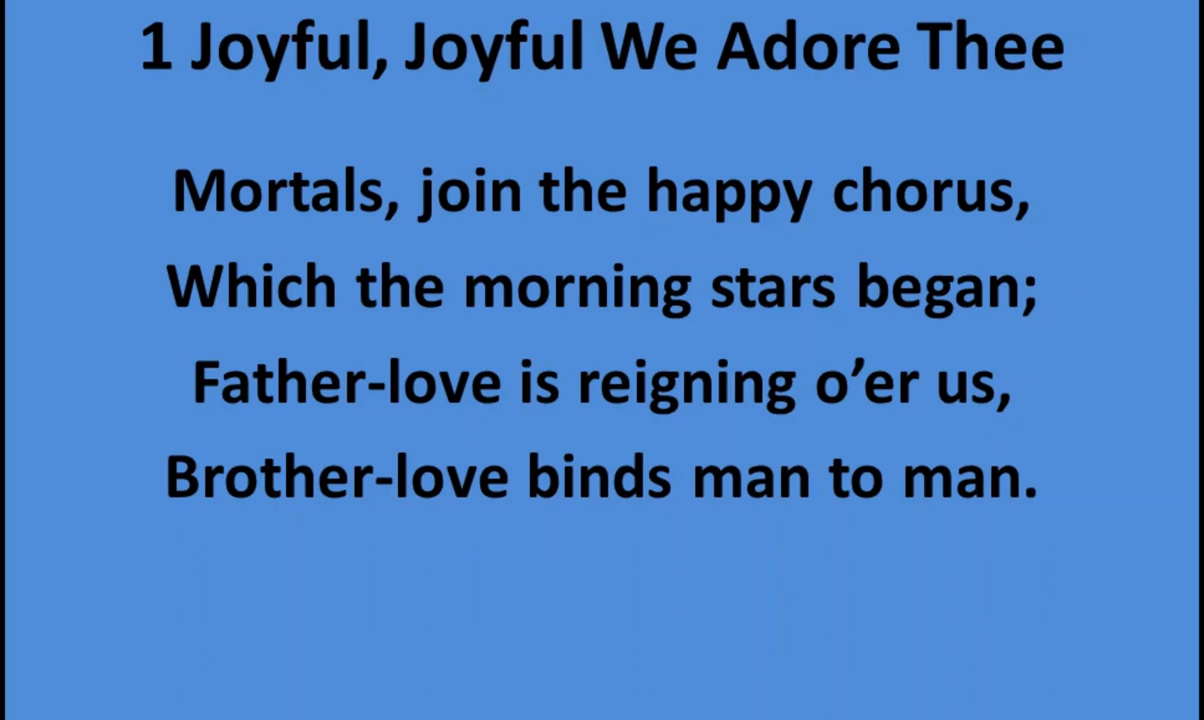 1 Joyful, Joyful We Adore Thee
Mortals, join the happy chorus,
Which the morning stars began;
Father-love is reigning o’er us,
Brother-love binds man to man.